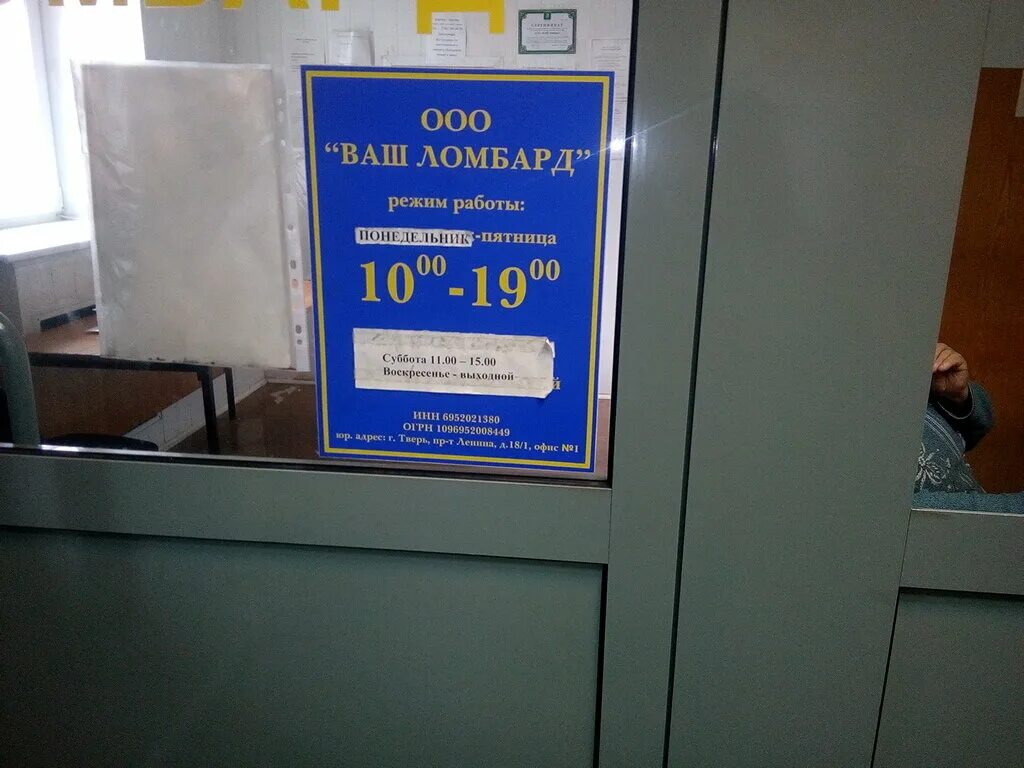 ООО
“ВАШ ЛОМБАРД”
режим работы:
ПОНЕДЕЛЬНИК-пятница
10⁰⁰-19⁰⁰
Суббота 11.00 – 15.00
Воскресенье - выходной
ИНН 6952021380
ОГРН 1096952008449
юр. адрес: г. Тверь, пр-т Ленина, д.18/1, офис №1